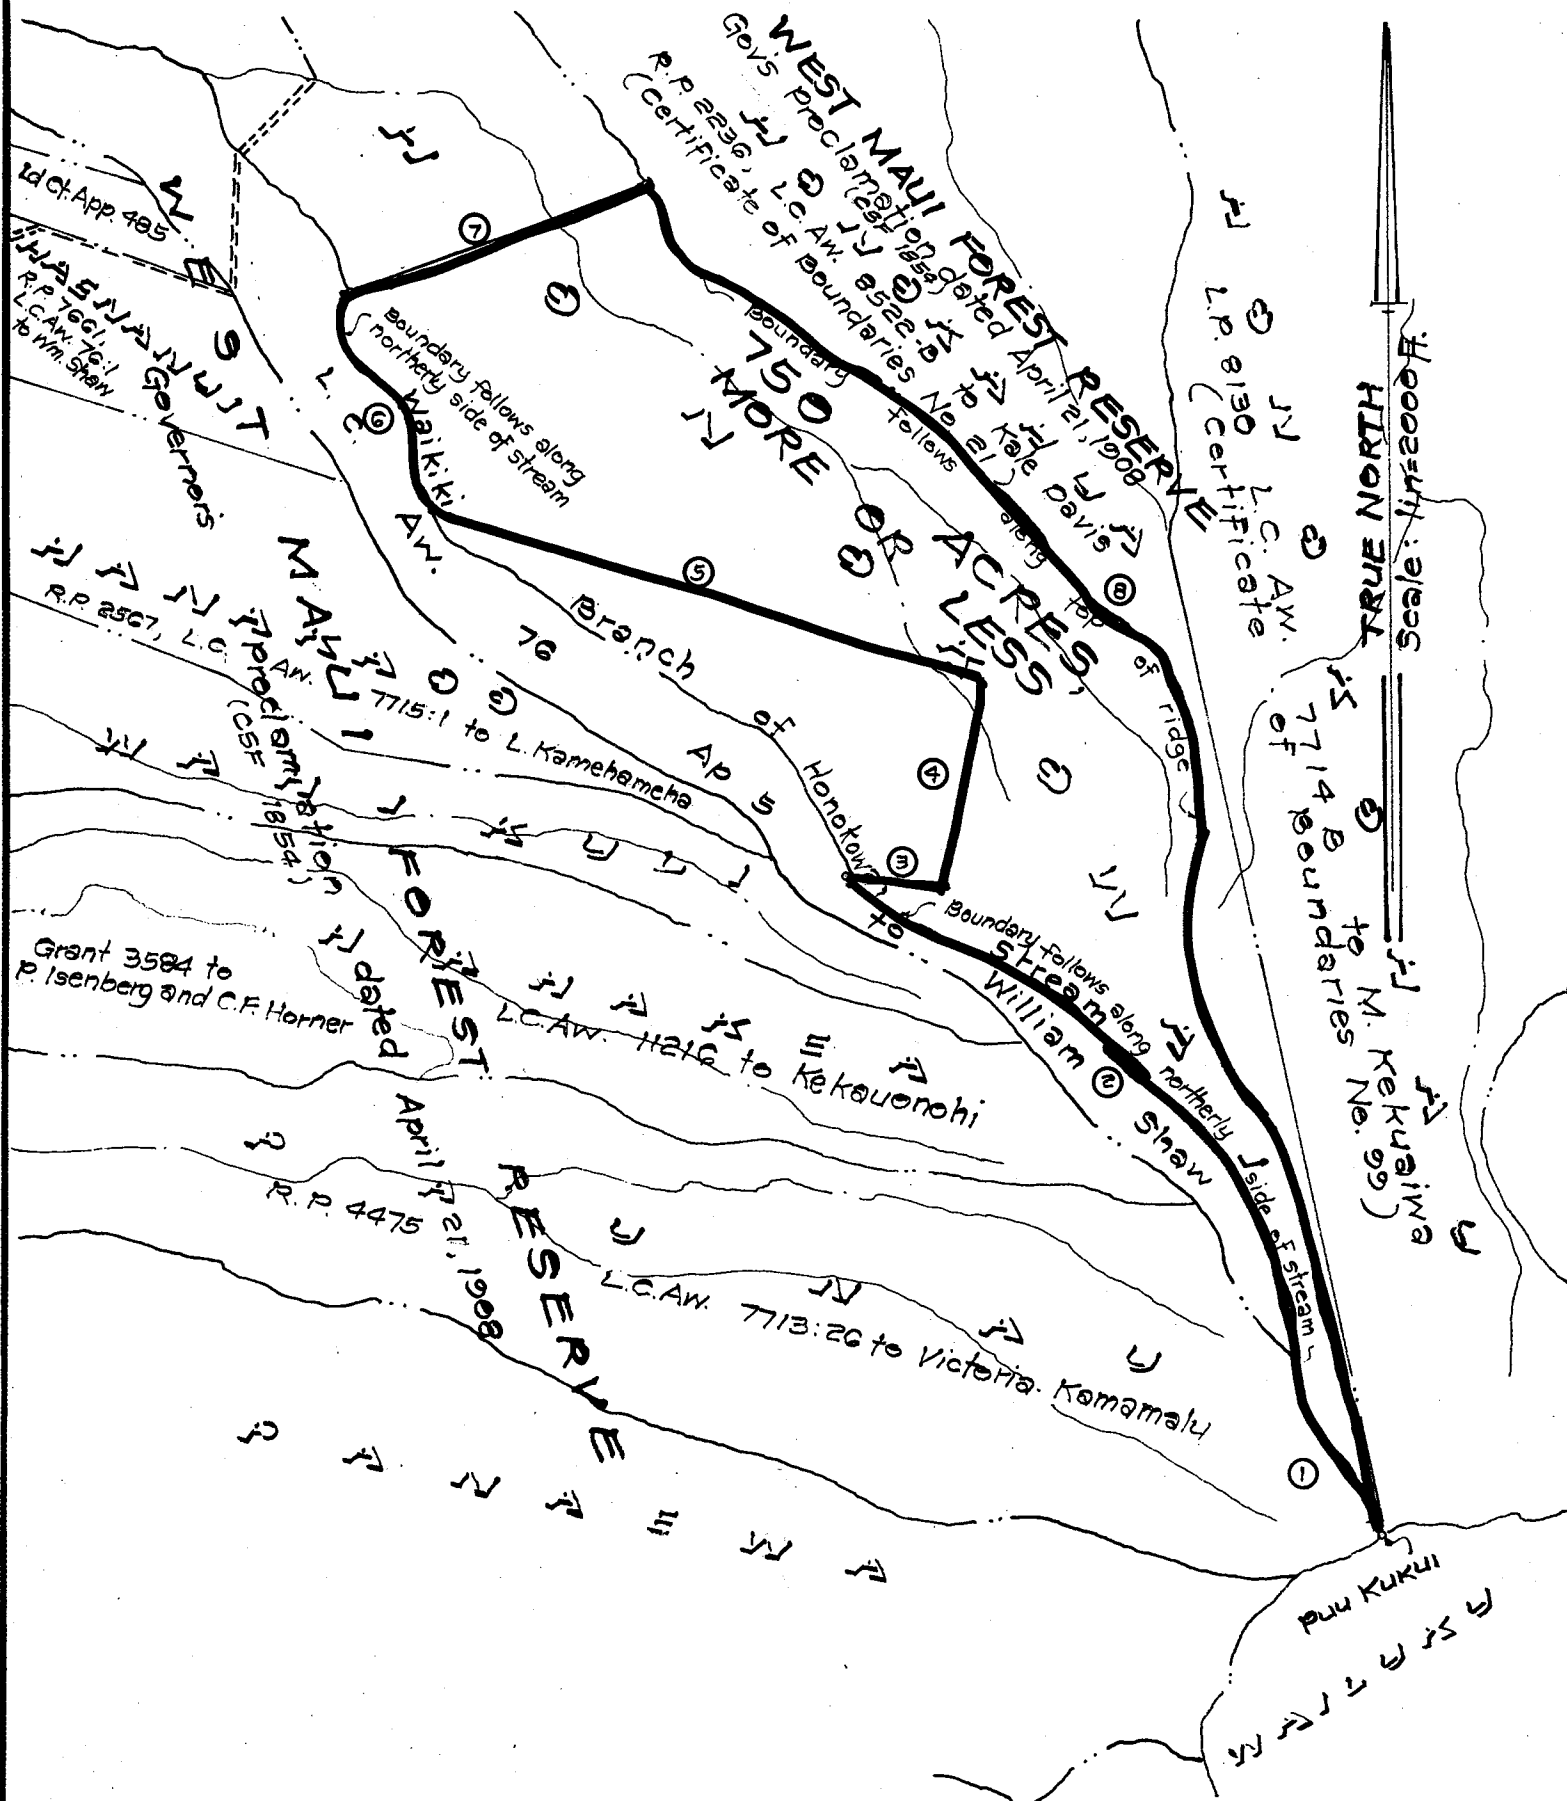 WEST MAUI FOREST RESERVE
Gov's Proclamation dated April 21, 1908
(CSF 1854)
R.P. 2236, L.C. Aw. 8522-B to Kale Davis
(Certificate of Boundaries No. 21)
L.P. 8130 L.C. Aw. 7714 B to M. Kekuaiwa
(Certificate of Boundaries No. 99)
TRUE NORTH
Scale: 1in=2000ft.
750 ACRES,
MORE OR LESS
Boundary follows along top of ridge
8
7
Boundary follows along
northerly side of stream
6
Waikiki Branch of Honokowai Stream
5
4
3
Boundary follows along northerly side of stream
2
1
L.C. Aw. 76 Ap 5 to William Shaw
2d Ct. App. 485
R.P. 7661,
L.C.Aw. 76:1
to Wm. Shaw
WEST MAUI FOREST RESERVE
Governors proclamation dated April 21, 1908
(CSF 1854)
R.P. 2567, L.C. Aw. 7715:1 to L. Kamehameha
Grant 3584 to
P. Isenberg and C.F. Horner
L.C. Aw. 11216 to Kekauonohi
R.P. 4475 L.C. Aw. 7713:26 to Victoria Kamamalu
Puu Kukui